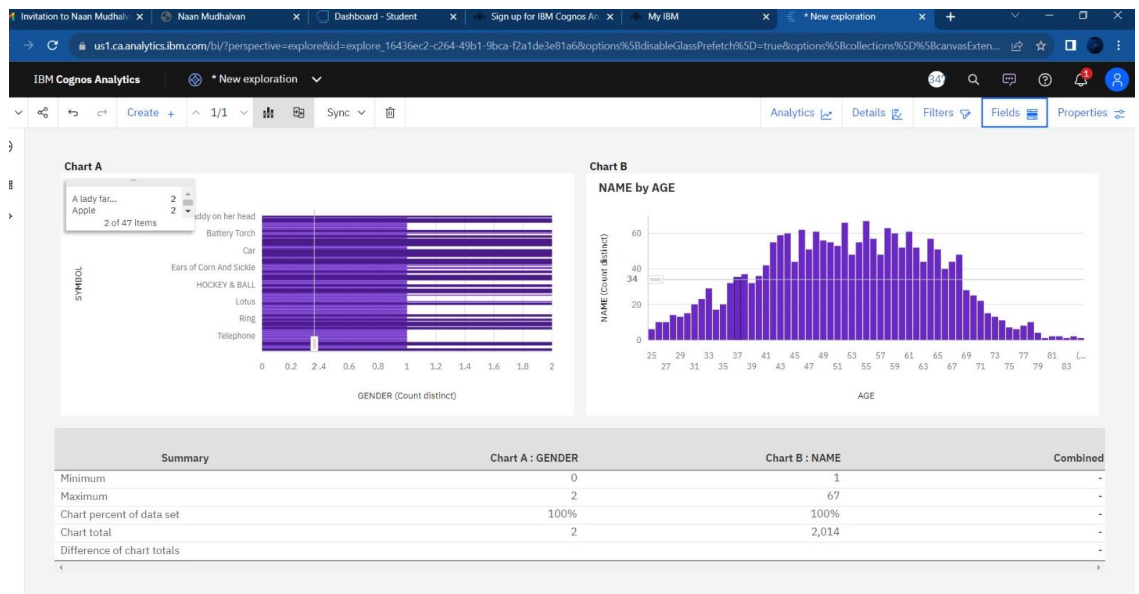 Invitation to Naan Mudhalv
Naan Mudhalvan
Dashboard - Student
Sign up for IBM Cognos An
My IBM
* New exploration
us1.ca.analytics.ibm.com/bi/?perspective=explore&id=explore_16436ec2-c264-49b1-9bca-f2a1de3e81a6&options%5BdisableGlassPrefetch%5D=true&options%5Bcollections%5D%5BcanvasExten...
IBM Cognos Analytics
* New exploration
1
Create + 1/1 Sync
Analytics Details Filters Fields Properties
Chart A
A lady far... 2
Apple 2
2 of 47 items
addy on her head
Battery Torch
Car
Ears of Corn And Sickle
HOCKEY & BALL
Lotus
Ring
Telephone
SYMBOL
0 0.2 2.4 0.6 0.8 1 1.2 1.4 1.6 1.8 2
GENDER (Count distinct)
Chart B
NAME by AGE
NAME (Count distinct)
60
40
34
20
0
25 29 33 37 41 45 49 53 57 61 65 69 73 77 81 (...
27 31 35 39 43 47 51 55 59 63 67 71 75 79 83
AGE
Summary Chart A : GENDER Chart B : NAME Combined
Minimum 0 1 -
Maximum 2 67 -
Chart percent of data set 100% 100% -
Chart total 2 2,014 -
Difference of chart totals -